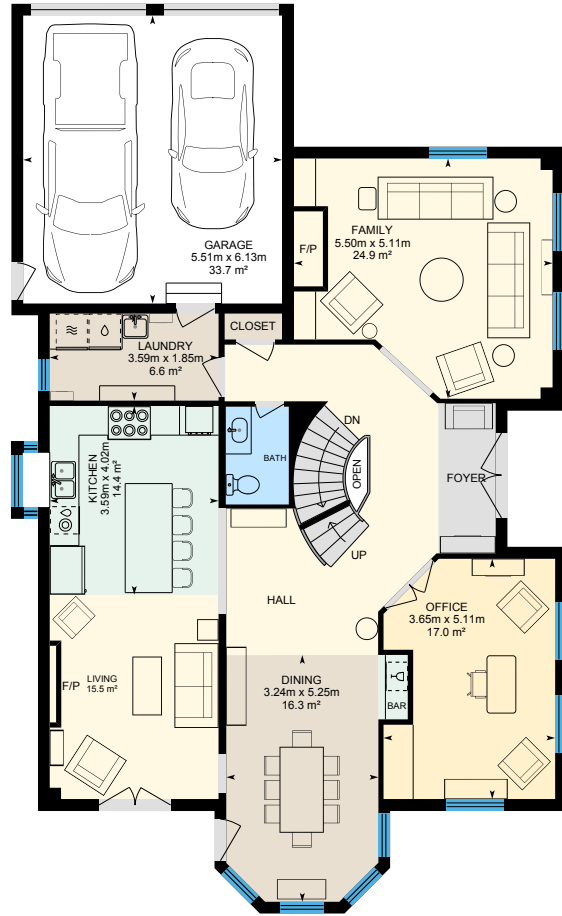 GARAGE
5.51m x 6.13m
33.7 m²
FAMILY
5.50m x 5.11m
24.9 m²
F/P
CLOSET
LAUNDRY
3.59m x 1.85m
6.6 m²
KITCHEN
3.59m x 4.02m
14.4 m²
BATH
DN
OPEN
UP
FOYER
HALL
OFFICE
3.65m x 5.11m
17.0 m²
F/P
LIVING
15.5 m²
DINING
3.24m x 5.25m
16.3 m²
BAR